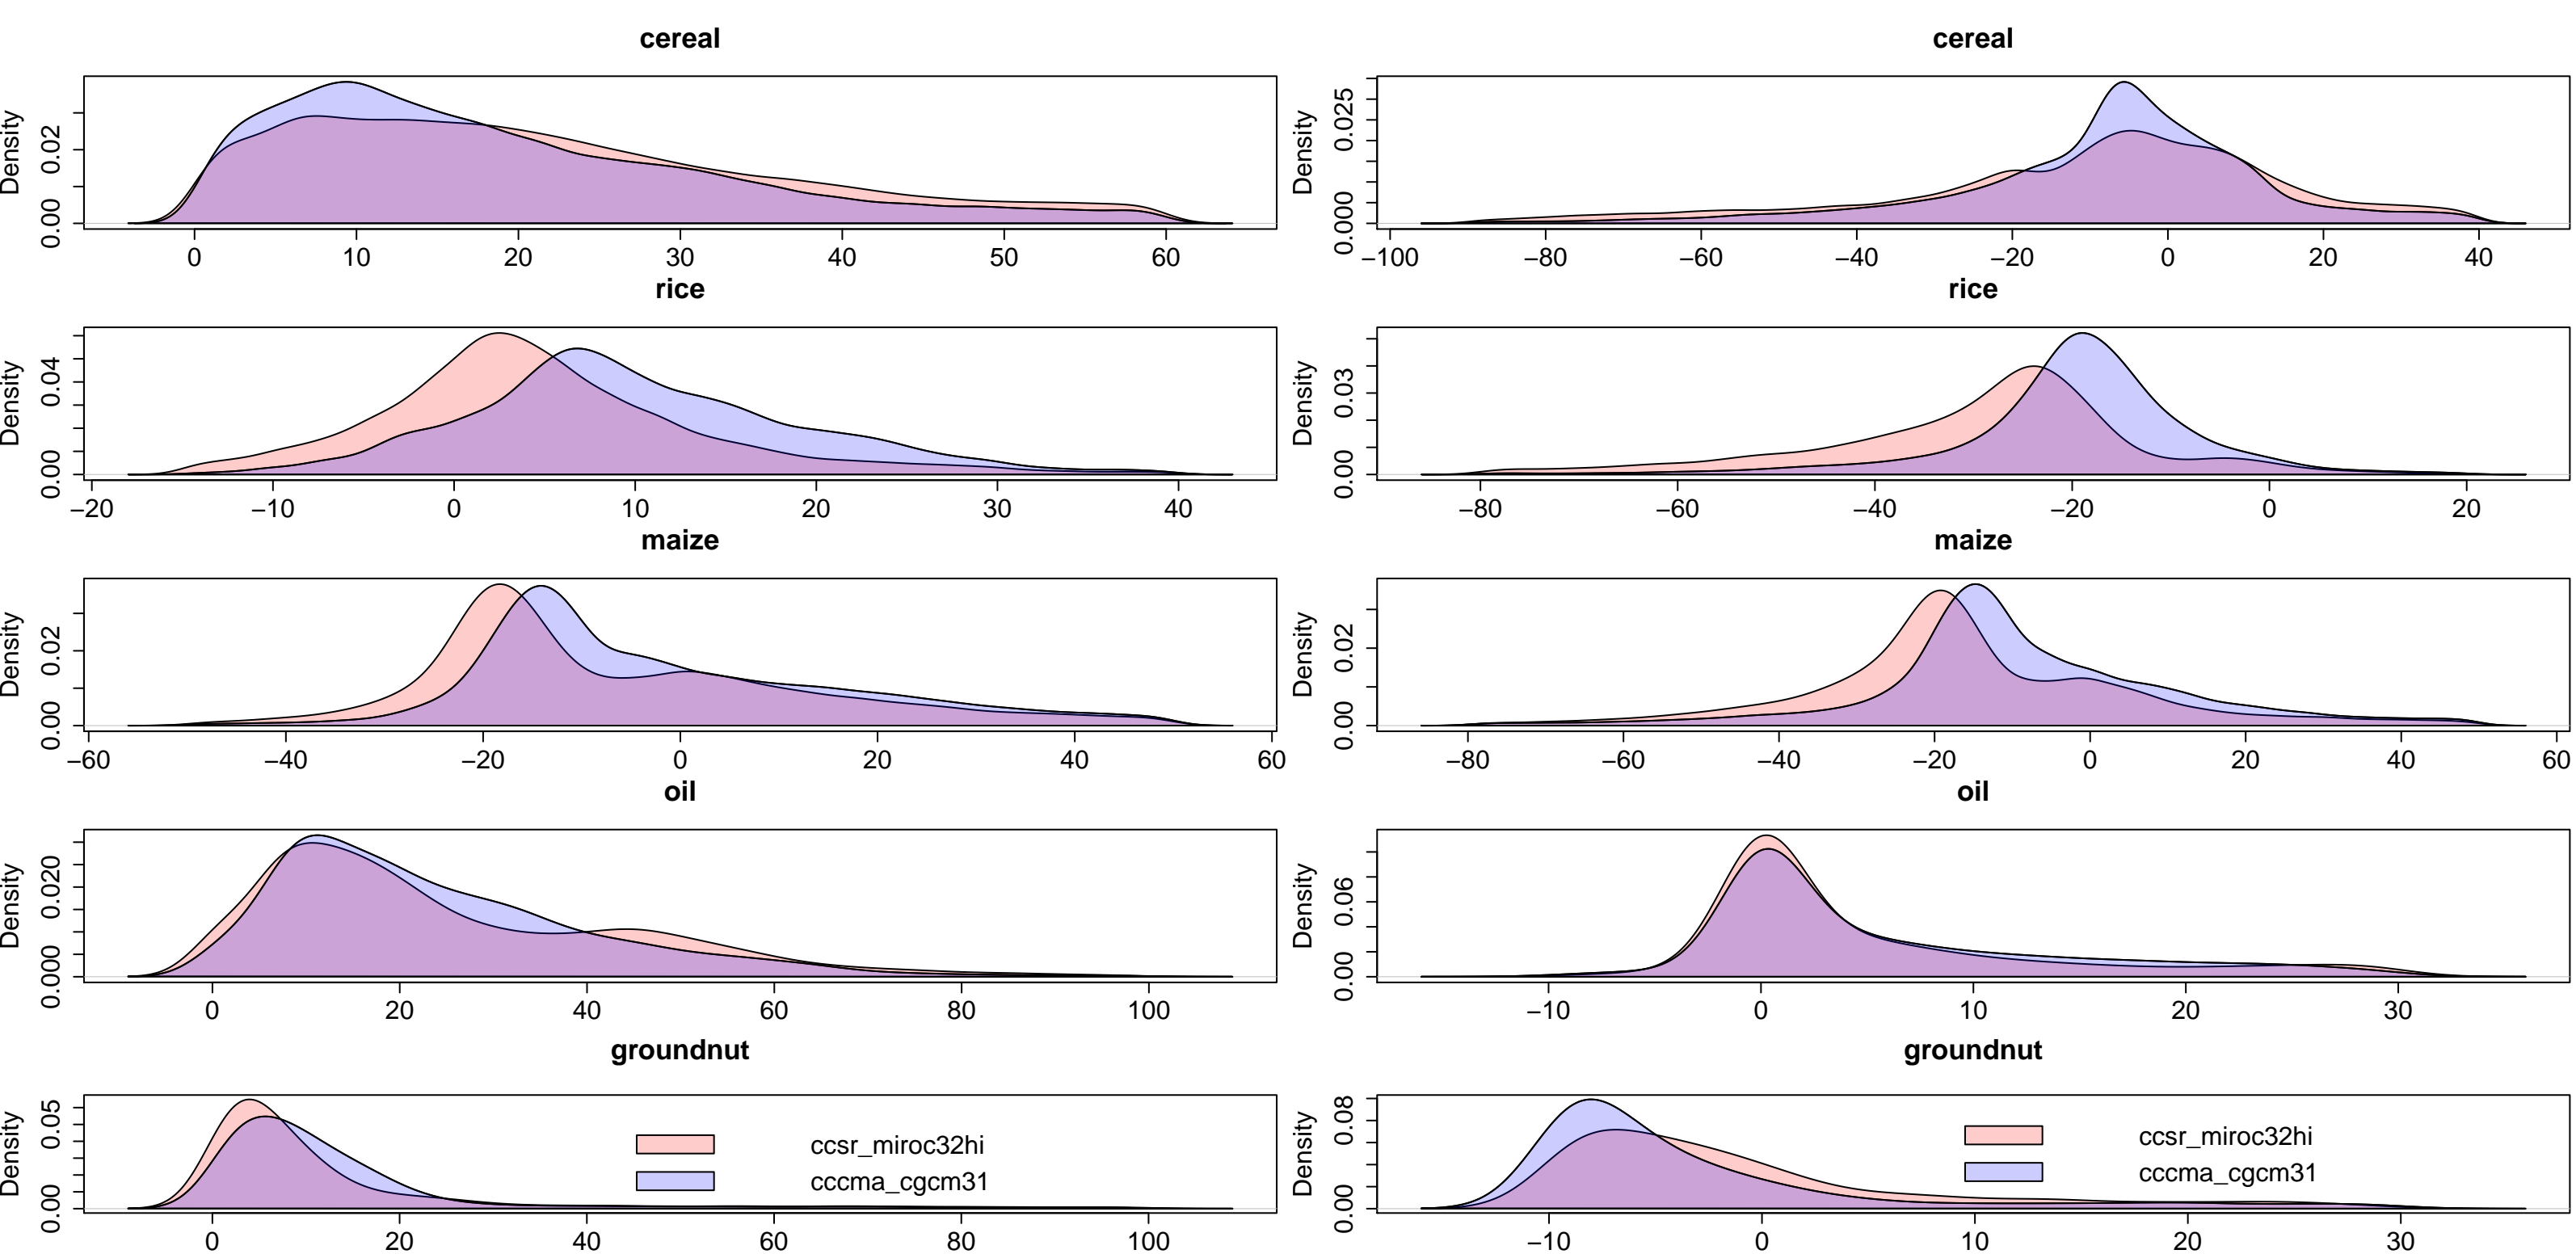 cereal
Density
0.00 0.02
0 10 20 30 40 50 60
cereal
Density
0.000 0.025
−100 −80 −60 −40 −20 0 20 40
rice
Density
0.00 0.04
−20 −10 0 10 20 30 40
rice
Density
0.00 0.03
−80 −60 −40 −20 0 20
maize
Density
0.00 0.02
−60 −40 −20 0 20 40 60
maize
Density
0.00 0.02
−80 −60 −40 −20 0 20 40 60
oil
Density
0.000 0.020
0 20 40 60 80 100
oil
Density
0.00 0.06
−10 0 10 20 30
groundnut
Density
0.00 0.05
ccsr_miroc32hi
cccma_cgcm31
0 20 40 60 80 100
groundnut
Density
0.00 0.08
ccsr_miroc32hi
cccma_cgcm31
−10 0 10 20 30